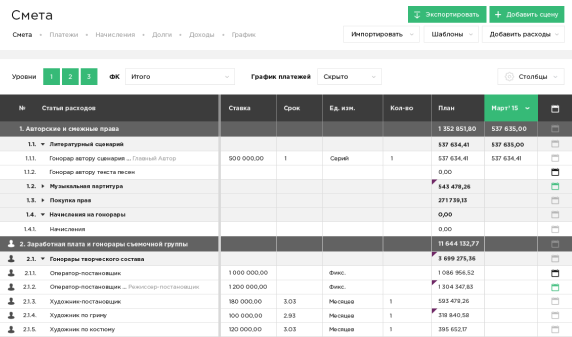 Смета
Экспортировать
Добавить сцену
Смета • Платежи • Начисления • Долги • Доходы • График
Импортировать
Шаблоны
Добавить расходы
Уровни 1 2 3 ФК Итого График платежей Скрыто Столбцы
№ Статья расходов Ставка Срок Ед. изм. Кол-во План Март' 15
1. Авторские и смежные права 1 352 851,80 537 635,00
1.1. Литературный сценарий 537 634,41 537 635,00
1.1.1. Гонорар автору сценария ... Главный Автор 500 000,00 1 Серий 1 537 634,41 537 634,41
1.1.2. Гонорар автору текста песен 0,00
1.2. Музыкальная партитура 543 478,26
1.3. Покупка прав 271 739,13
1.4. Начисления на гонорары 0,00
1.4.1. Начисления 0,00
2. Заработная плата и гонорары съемочной группы 11 644 132,77
2.1. Гонорары творческого состава 3 699 275,36
2.1.1. Оператор-постановщик 1 000 000,00 Фикс. 1 086 956,52
2.1.2. Оператор-постановщик ... Режиссер-постановщик 1 200 000,00 Фикс. 1 304 347,83
2.1.3. Художник-постановщик 180 000,00 3.03 Месяцев 1 593 478,26
2.1.4. Художник по гриму 100 000,00 2.93 Месяцев 1 319 840,58
2.1.5. Художник по костюму 120 000,00 3.03 Месяцев 1 395 652,17